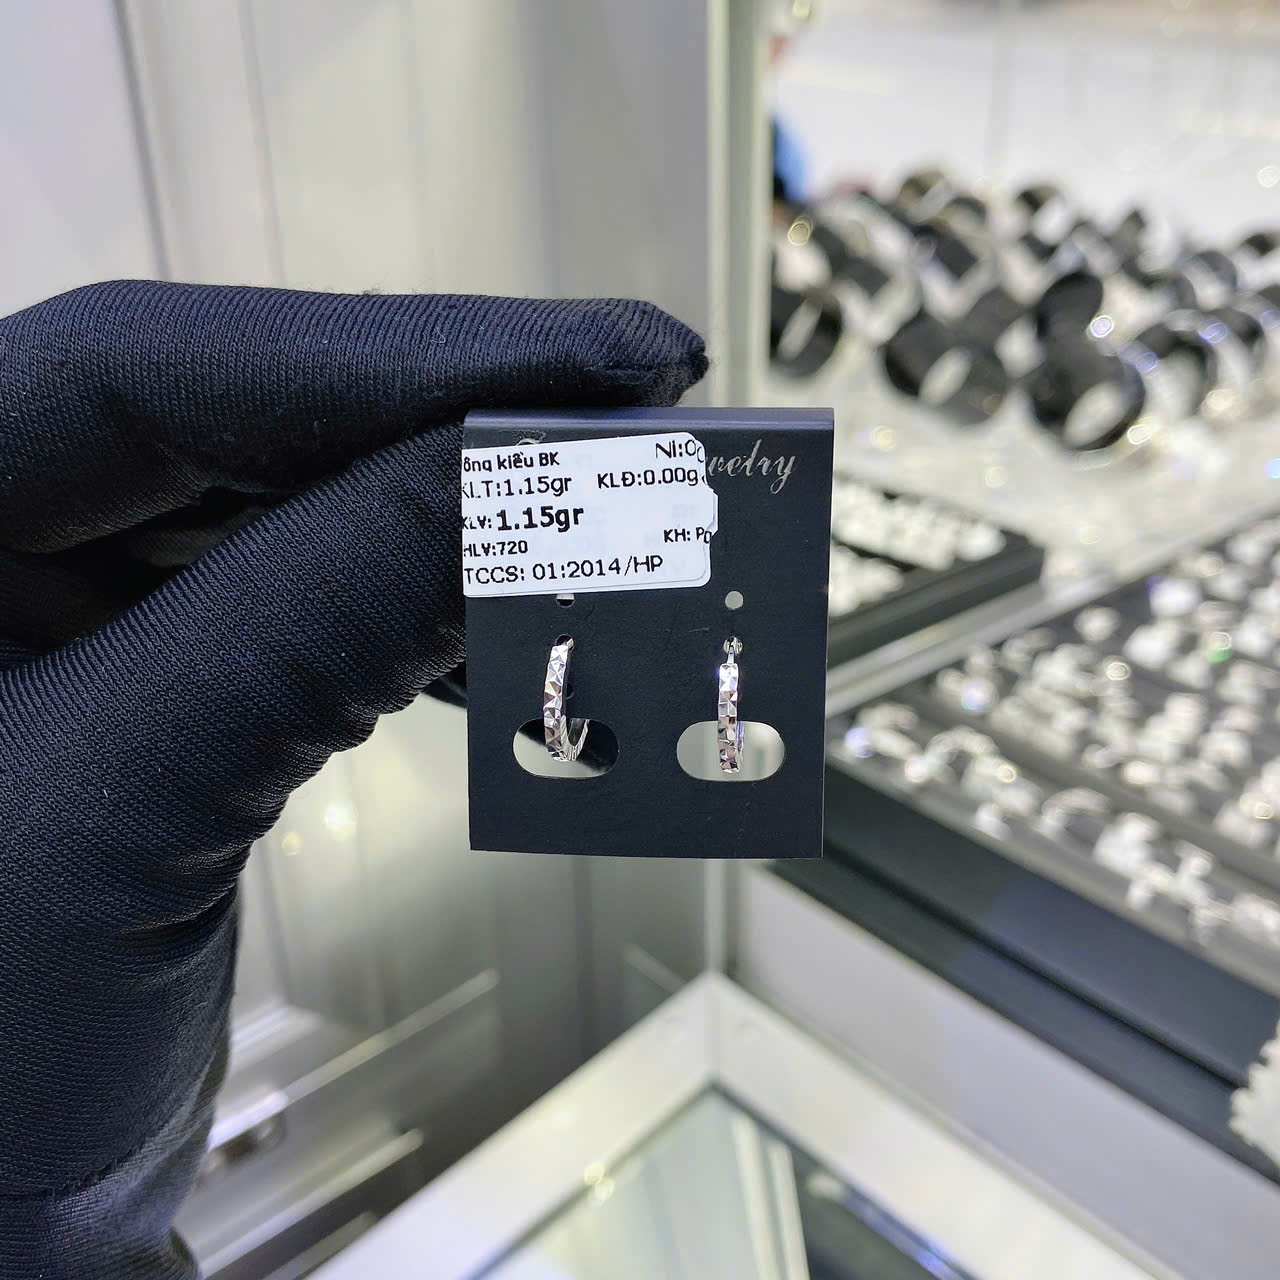 ông kiểu BK Ni:0
KLT:1.15gr KLĐ:0.00g
KLV: 1.15gr
HLV:720 KH:
TCCS: 01:2014/HP